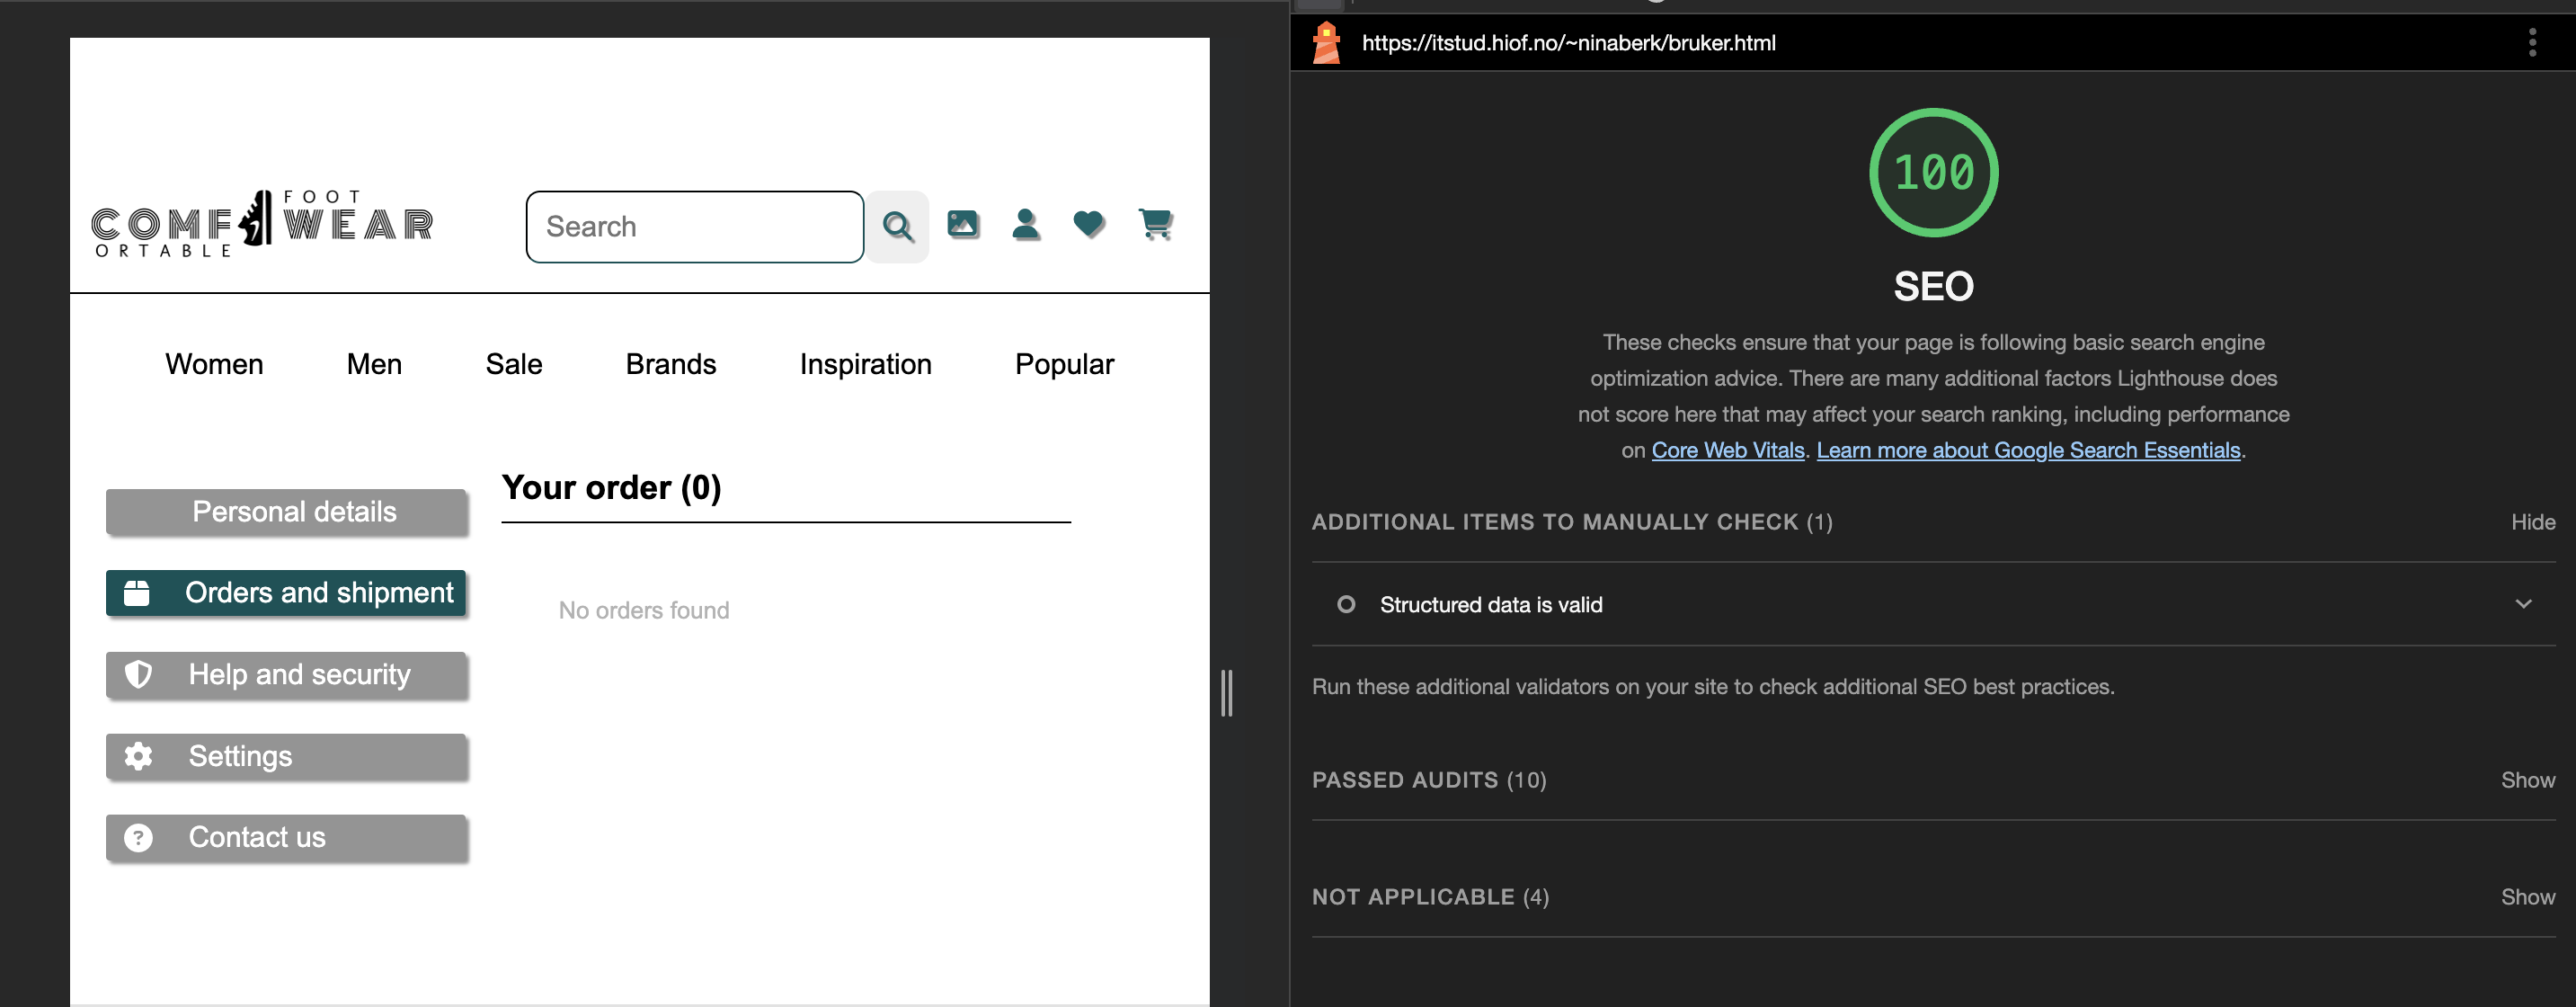 FOOT
COMF WEAR
ORTABLE
Search
Women Men Sale Brands Inspiration Popular
Personal details
Orders and shipment
Help and security
Settings
? Contact us
Your order (0)
No orders found
https://itstud.hiof.no/~ninaberk/bruker.html
100
SEO
These checks ensure that your page is following basic search engine
optimization advice. There are many additional factors Lighthouse does
not score here that may affect your search ranking, including performance
on Core Web Vitals. Learn more about Google Search Essentials.
ADDITIONAL ITEMS TO MANUALLY CHECK (1) Hide
Structured data is valid
Run these additional validators on your site to check additional SEO best practices.
PASSED AUDITS (10) Show
NOT APPLICABLE (4) Show